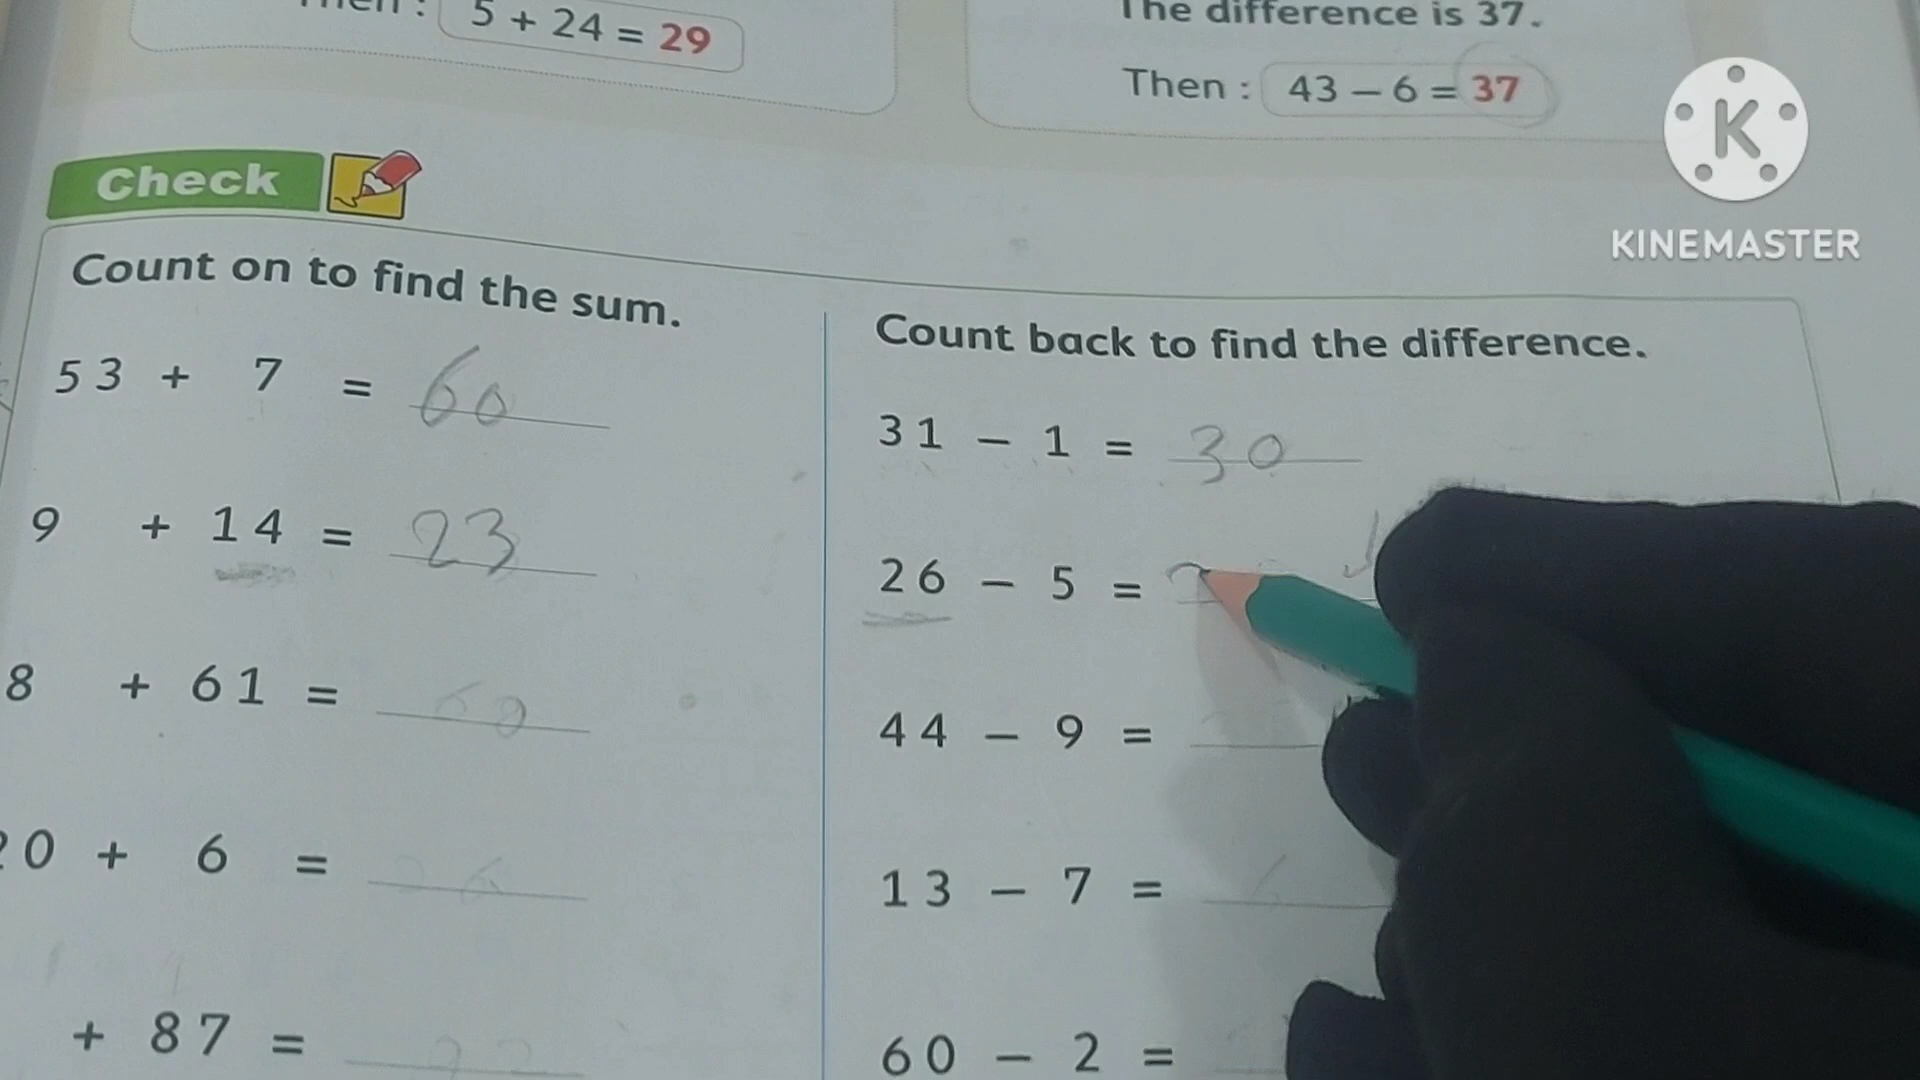 5 + 24 = 29
The difference is 37.
Then : 43 – 6 = 37
K
KINEMASTER
Check
Count on to find the sum.
53 + 7 = 60
9 + 14 = 23
8 + 61 =
0 + 6 =
+ 87 =
Count back to find the difference.
31 – 1 = 30
26 – 5 =
44 – 9 =
13 – 7 =
60 – 2 =